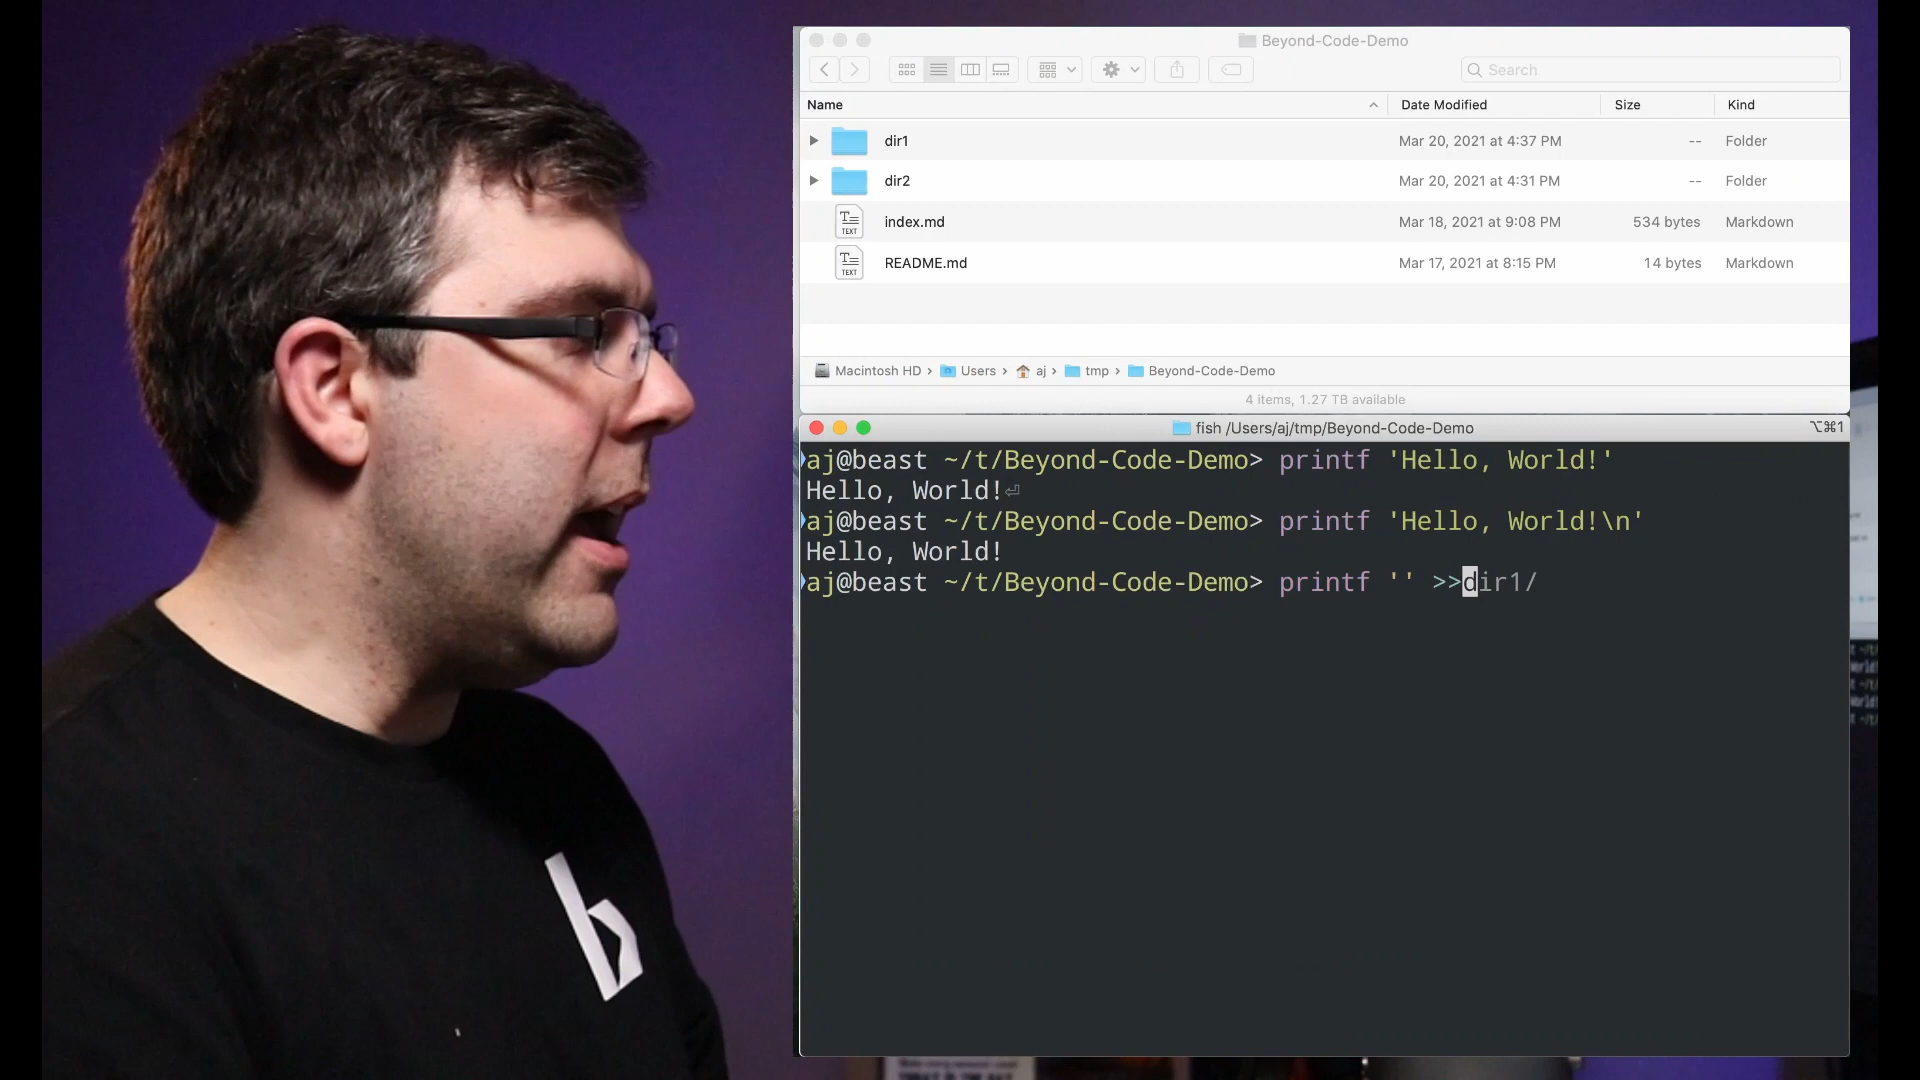 Beyond-Code-Demo
Search
Name Date Modified Size Kind
dir1 Mar 20, 2021 at 4:37 PM -- Folder
dir2 Mar 20, 2021 at 4:31 PM -- Folder
TEXT index.md Mar 18, 2021 at 9:08 PM 534 bytes Markdown
TEXT README.md Mar 17, 2021 at 8:15 PM 14 bytes Markdown
Macintosh HD › Users › aj › tmp › Beyond-Code-Demo
4 items, 1.27 TB available
fish /Users/aj/tmp/Beyond-Code-Demo ⌥⌘1
aj@beast ~/t/Beyond-Code-Demo> printf 'Hello, World!'
Hello, World!⏎
aj@beast ~/t/Beyond-Code-Demo> printf 'Hello, World!\n'
Hello, World!
aj@beast ~/t/Beyond-Code-Demo> printf '' >>dir1/
b